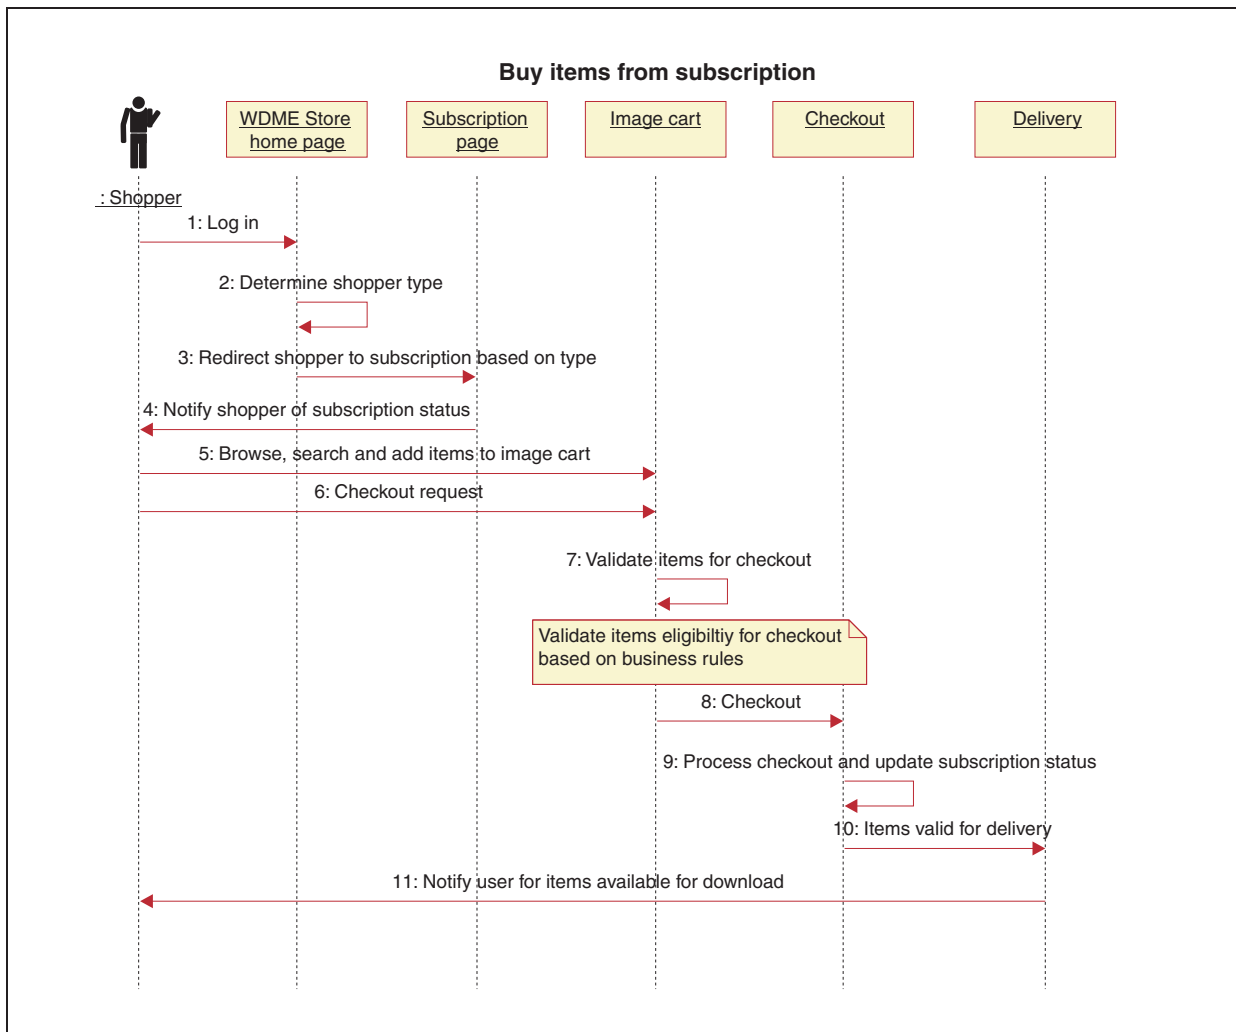 Buy items from subscription
WDME Store
home page
Subscription
page
Image cart
Checkout
Delivery
: Shopper
1: Log in
2: Determine shopper type
3: Redirect shopper to subscription based on type
4: Notify shopper of subscription status
5: Browse, search and add items to image cart
6: Checkout request
7: Validate items for checkout
Validate items eligibiltiy for checkout
based on business rules
8: Checkout
9: Process checkout and update subscription status
10: Items valid for delivery
11: Notify user for items available for download